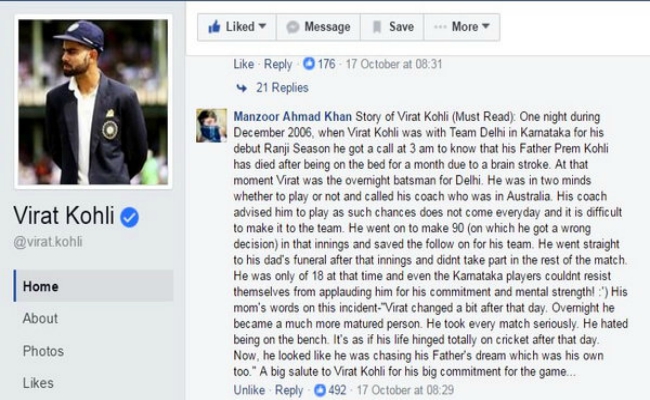 Liked Message Save More
Like · Reply · 176 · 17 October at 08:31
21 Replies
Manzoor Ahmad Khan Story of Virat Kohli (Must Read): One night during
December 2006, when Virat Kohli was with Team Delhi in Karnataka for his
debut Ranji Season he got a call at 3 am to know that his Father Prem Kohli
has died after being on the bed for a month due to a brain stroke. At that
moment Virat was the overnight batsman for Delhi. He was in two minds
whether to play or not and called his coach who was in Australia. His coach
advised him to play as such chances does not come everyday and it is difficult
to make it to the team. He went on to make 90 (on which he got a wrong
decision) in that innings and saved the follow on for his team. He went straight
to his dad's funeral after that innings and didnt take part in the rest of the match.
He was only of 18 at that time and even the Karnataka players couldnt resist
themselves from applauding him for his commitment and mental strength! :') His
mom's words on this incident-"Virat changed a bit after that day. Overnight he
became a much more matured person. He took every match seriously. He hated
being on the bench. It's as if his life hinged totally on cricket after that day.
Now, he looked like he was chasing his Father's dream which was his own
too." A big salute to Virat Kohli for his big commitment for the game...
Unlike · Reply · 492 · 17 October at 08:29
Virat Kohli
@virat.kohli
Home
About
Photos
Likes